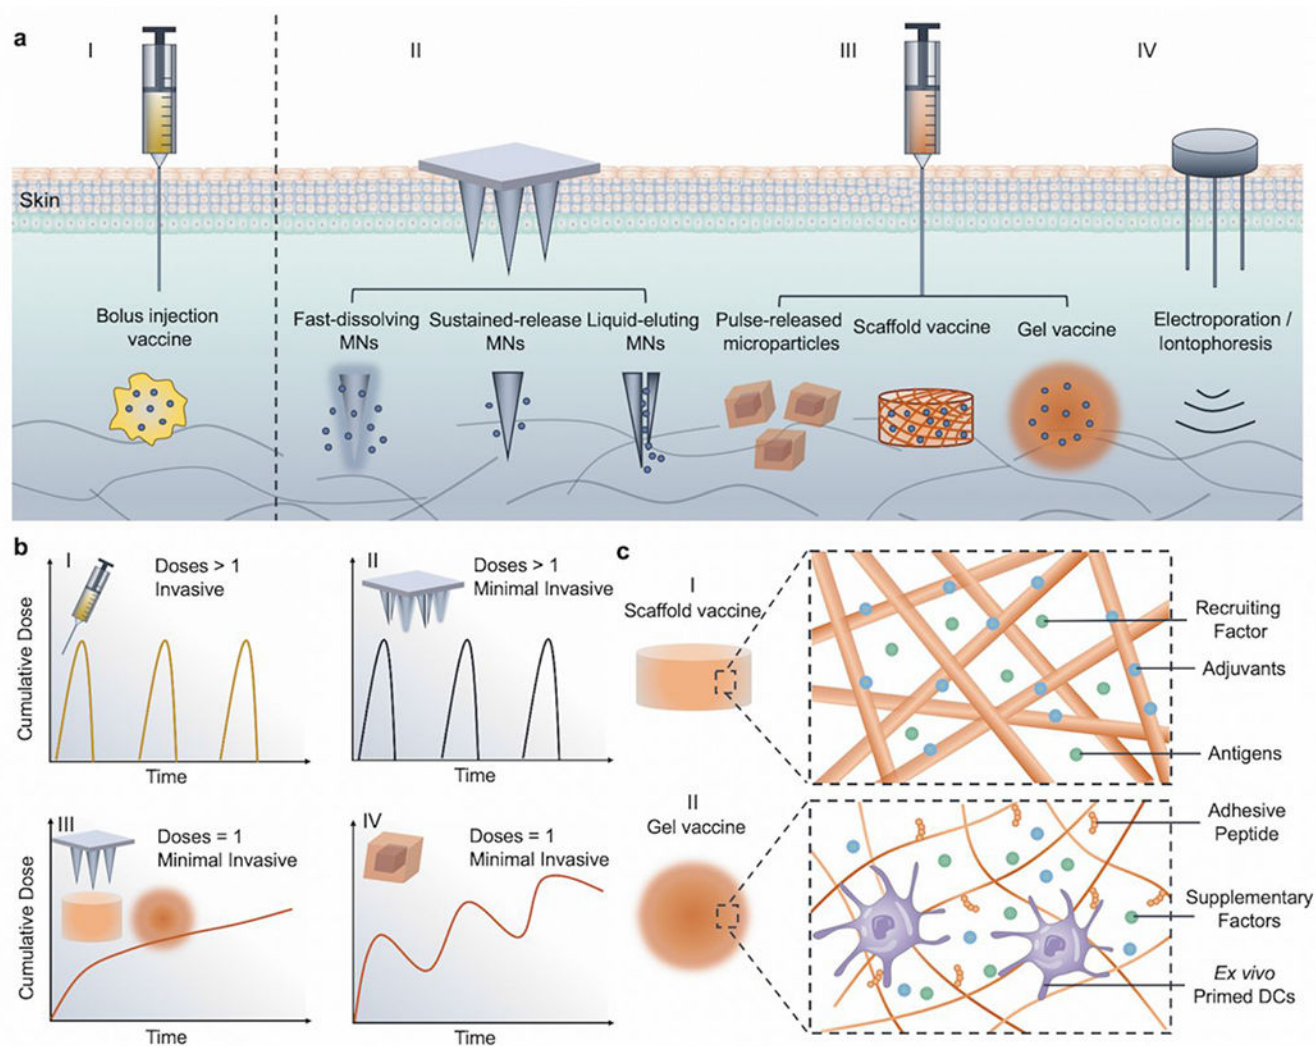 a
I
II
III
IV
Skin
Bolus injection
vaccine
Fast-dissolving
MNs
Sustained-release
MNs
Liquid-eluting
MNs
Pulse-released
microparticles
Scaffold vaccine
Gel vaccine
Electroporation /
Iontophoresis
b
I
Doses > 1
Invasive
Cumulative Dose
Time
II
Doses > 1
Minimal Invasive
Time
III
Doses = 1
Minimal Invasive
Cumulative Dose
Time
IV
Doses = 1
Minimal Invasive
Time
c
I
Scaffold vaccine
Recruiting
Factor
Adjuvants
Antigens
II
Gel vaccine
Adhesive
Peptide
Supplementary
Factors
Ex vivo
Primed DCs